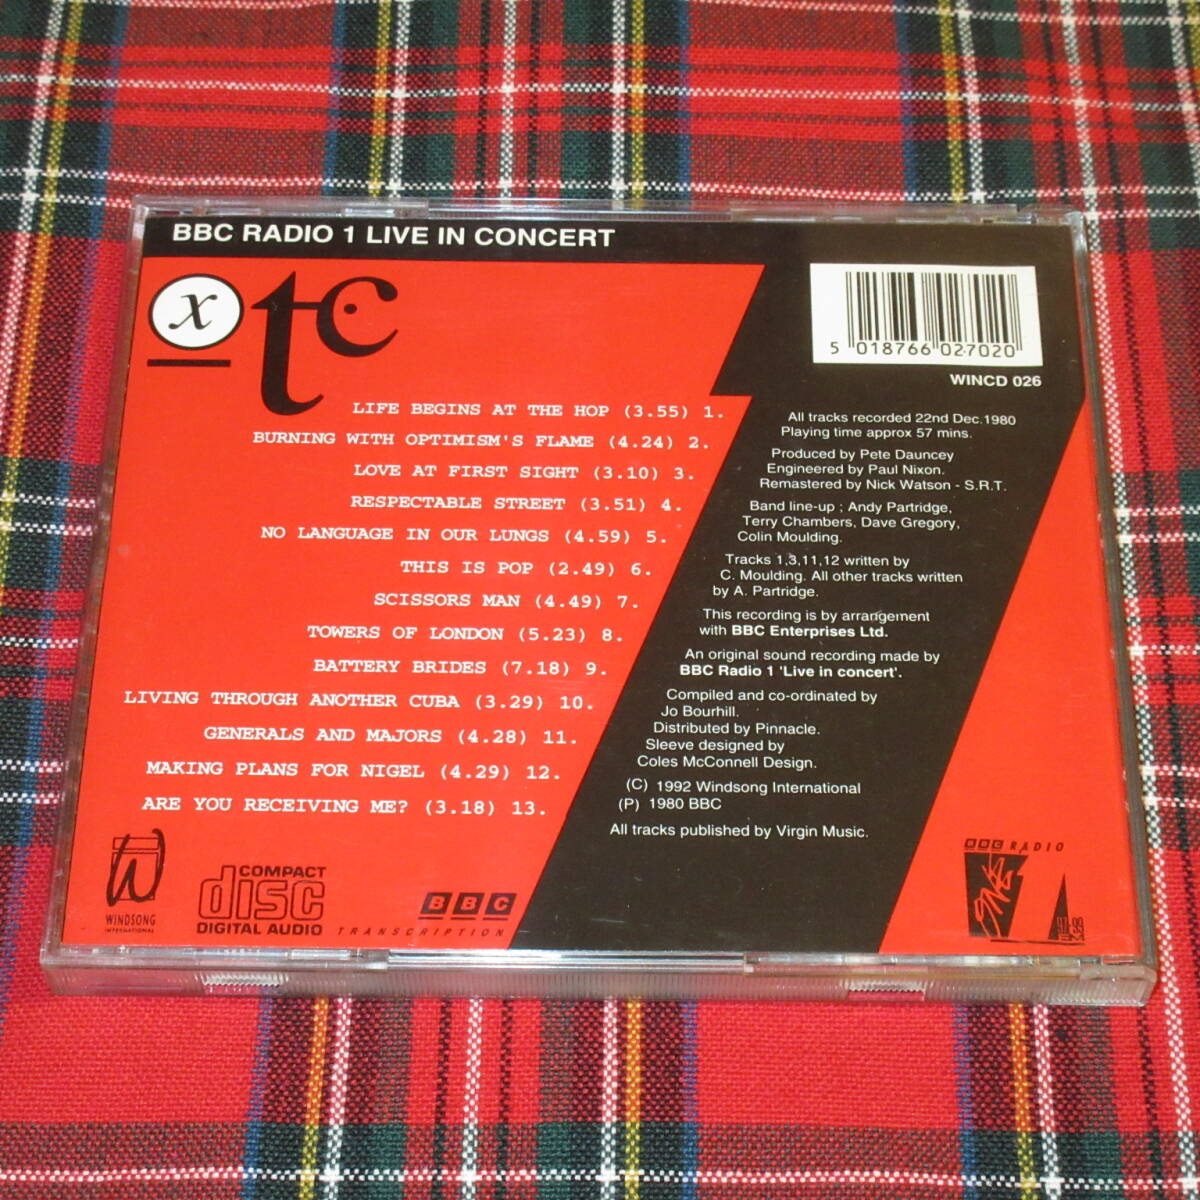 BBC RADIO 1 LIVE IN CONCERT
x tc
5 018766 027020
WINCD 026
LIFE BEGINS AT THE HOP (3.55) 1.
BURNING WITH OPTIMISM'S FLAME (4.24) 2.
LOVE AT FIRST SIGHT (3.10) 3.
RESPECTABLE STREET (3.51) 4.
NO LANGUAGE IN OUR LUNGS (4.59) 5.
THIS IS POP (2.49) 6.
SCISSORS MAN (4.49) 7.
TOWERS OF LONDON (5.23) 8.
BATTERY BRIDES (7.18) 9.
LIVING THROUGH ANOTHER CUBA (3.29) 10.
GENERALS AND MAJORS (4.28) 11.
MAKING PLANS FOR NIGEL (4.29) 12.
ARE YOU RECEIVING ME? (3.18) 13.
All tracks recorded 22nd Dec.1980
Playing time approx 57 mins.
Produced by Pete Dauncey
Engineered by Paul Nixon.
Remastered by Nick Watson - S.R.T.
Band line-up ; Andy Partridge,
Terry Chambers, Dave Gregory,
Colin Moulding.
Tracks 1,3,11,12 written by
C. Moulding. All other tracks written
by A. Partridge.
This recording is by arrangement
with BBC Enterprises Ltd.
An original sound recording made by
BBC Radio 1 'Live in concert'.
Compiled and co-ordinated by
Jo Bourhill.
Distributed by Pinnacle.
Sleeve designed by
Coles McConnell Design.
(C) 1992 Windsong International
(P) 1980 BBC
All tracks published by Virgin Music.
WINDSONG
INTERNATIONAL
COMPACT
disc
DIGITAL AUDIO
BBC
TRANSCRIPTION
BBC RADIO
ONE